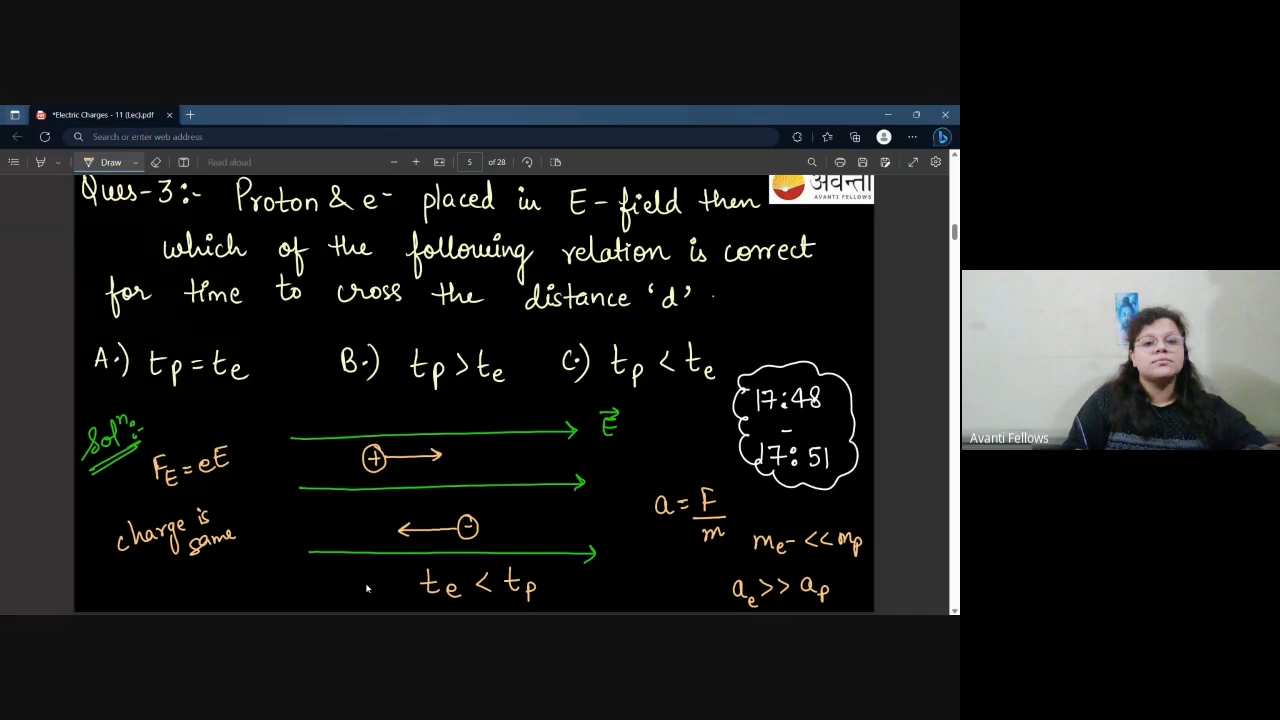 *Electric Charges - 11 (Lec).pdf
Search or enter web address
Draw
Read aloud
5 of 28
Ques-3:- Proton & e- placed in E-field then
अवन्ती
AVANTI FELLOWS
which of the following relation is correct
for time to cross the distance 'd'.
A.) tp = te B.) tp > te C.) tp < te
17:48
-
17:51
Soln:-
E
FE = eE
+
charge is
same
-
a = F/m
me- << mp
te < tp
ae >> ap
Avanti Fellows